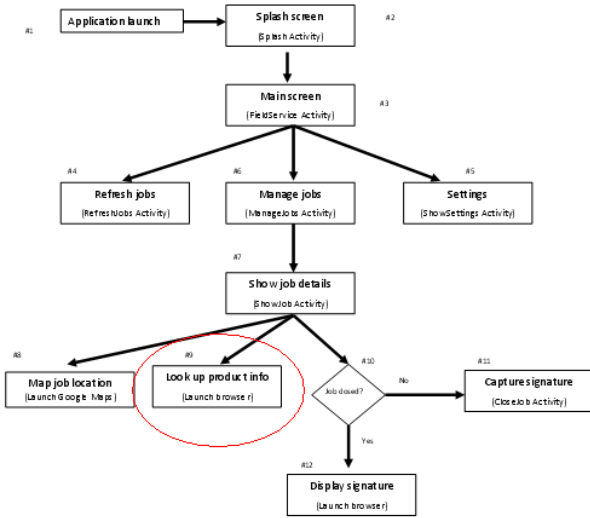 #1
Application launch
Splash screen
(Splash Activity)
#2
Main screen
(FieldService Activity)
#3
#4
Refresh jobs
(RefreshJobs Activity)
#6
Manage jobs
(ManageJobs Activity)
#5
Settings
(ShowSettings Activity)
#7
Show job details
(ShowJob Activity)
#8
Map job location
(Launch Google Maps)
#9
Look up product info
(Launch browser)
#10
Job closed?
No
Yes
#11
Capture signature
(CloseJob Activity)
#12
Display signature
(Launch browser)